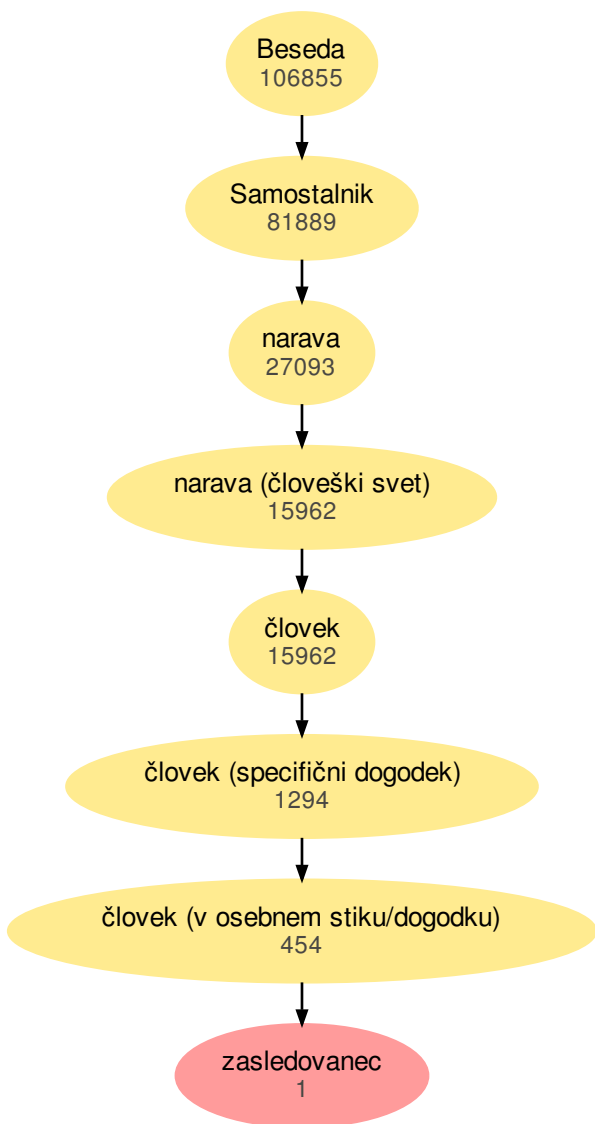 Beseda
106855
Samostalnik
81889
narava
27093
narava (človeški svet)
15962
človek
15962
človek (specifični dogodek)
1294
človek (v osebnem stiku/dogodku)
454
zasledovanec
1